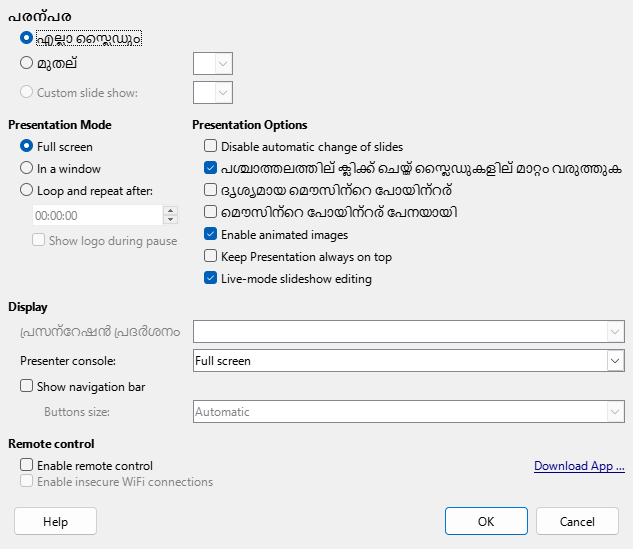 പരന്പര
എല്ലാ സ്ലൈഡും
മുതല്
Custom slide show:
Presentation Mode
Full screen
In a window
Loop and repeat after:
00:00:00
Show logo during pause
Presentation Options
Disable automatic change of slides
പശ്ചാത്തലത്തില് ക്ലിക്ക് ചെയ്ത് സ്ലൈഡുകളില് മാറ്റം വരുത്തുക
ദൃശ്യമായ മൌസിന്റെ പോയിന്റര്
മൌസിന്റെ പോയിന്റര് പേനയായി
Enable animated images
Keep Presentation always on top
Live-mode slideshow editing
Display
പ്രസന്റേഷൻ പ്രദർശനം
Presenter console:
Full screen
Show navigation bar
Buttons size:
Automatic
Remote control
Enable remote control
Download App ...
Enable insecure WiFi connections
Help
OK
Cancel